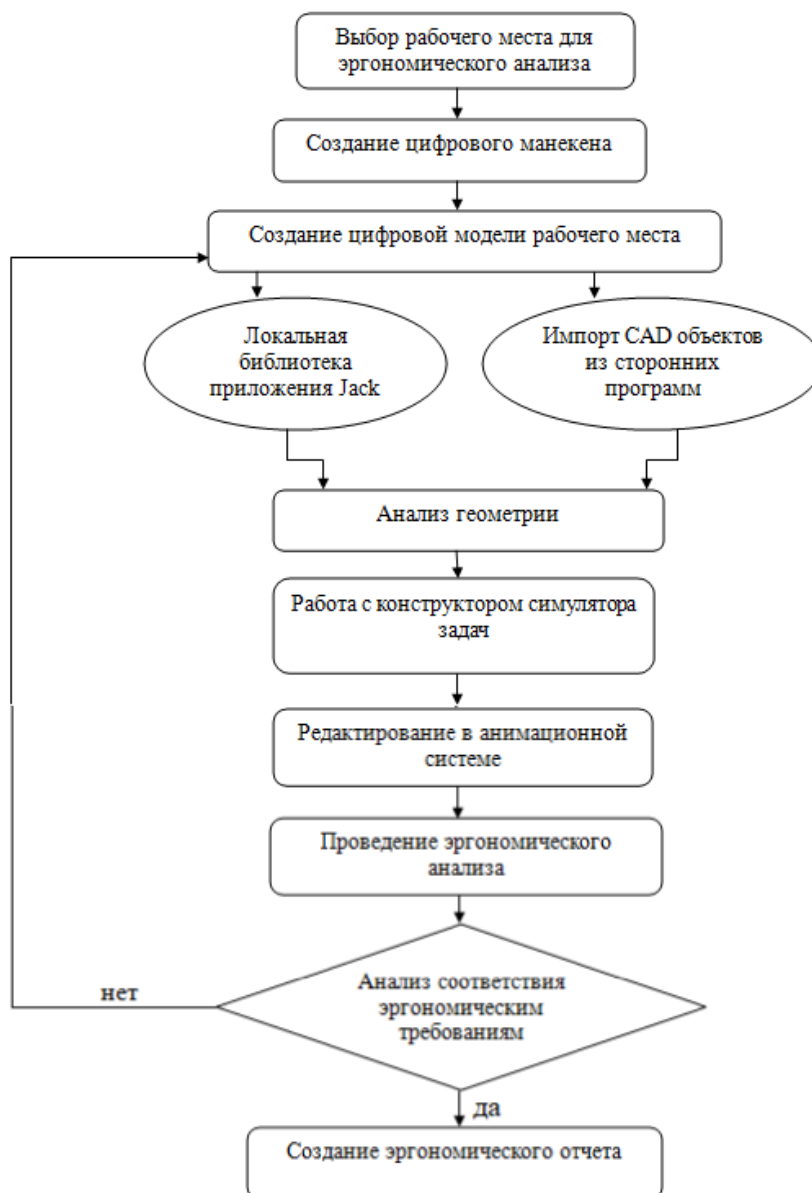 Выбор рабочего места для
эргономического анализа
Создание цифрового манекена
Создание цифровой модели рабочего места
Локальная
библиотека
приложения Jack
Импорт CAD объектов
из сторонних
программ
Анализ геометрии
Работа с конструктором симулятора
задач
Редактирование в анимационной
системе
Проведение эргономического
анализа
Анализ соответствия
эргономическим
требованиям
нет
да
Создание эргономического отчета